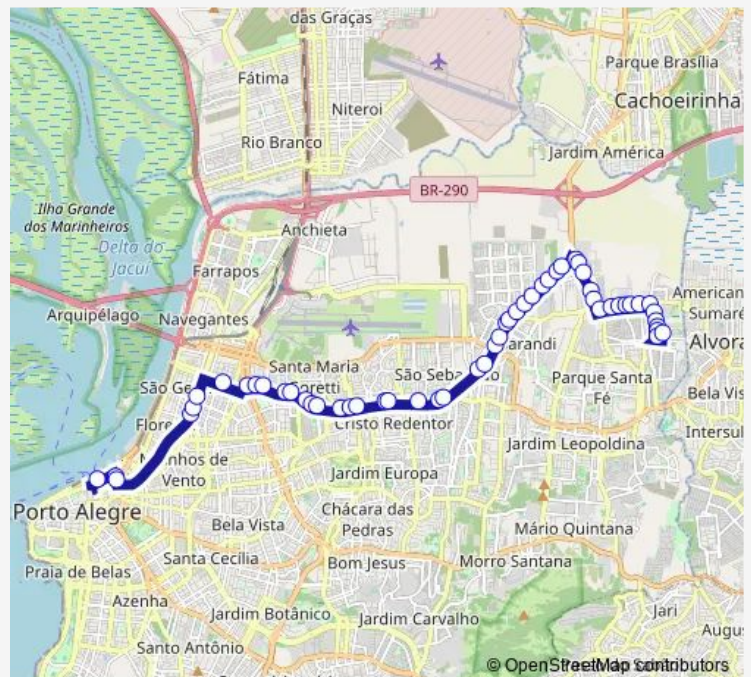 das Graças
Parque Brasília
Fátima
Cachoeirinha
Niteroi
Rio Branco
Jardim América
BR-290
Ilha Grande
dos Marinheiros
Anchieta
Delta do
Jacuí
Farrapos
American
Sumaré
Arquipélago
Navegantes
Alvora
Santa Maria
Goretti
São Ge
São Sebas
o
arandi
Parque Santa
Fé
Bela Vis
Flore
Cristo Redentor
Intersul
Jardim Leopoldina
nhos de
Vento
Jardim Europa
Porto Alegre
Chácara das
Pedras
Bela Vista
Mário Quintana
Santa Cecília
Bom Jesus
Morro Santana
Praia de Belas
Azenha
Jardim Botânico
Jardim Carvalho
Jari
Augus
Santo Antônio
© OpenStreetMap contributors